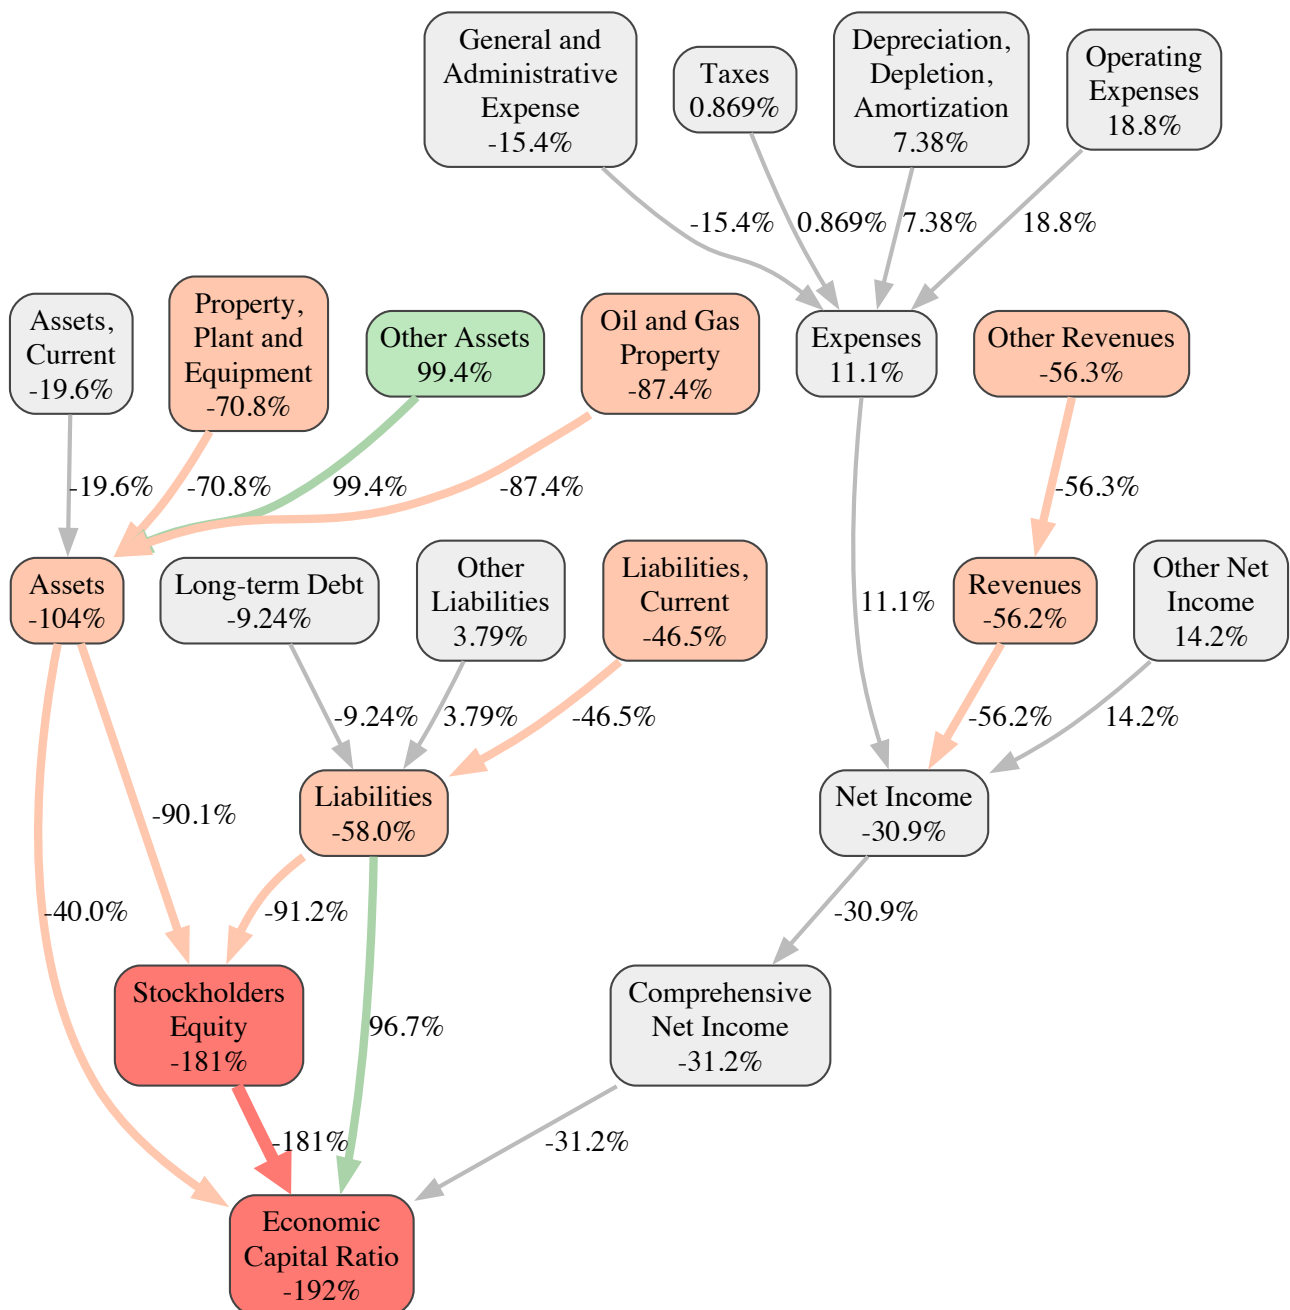 General and
Administrative
Expense
-15.4%
Taxes
0.869%
Depreciation,
Depletion,
Amortization
7.38%
Operating
Expenses
18.8%
-15.4%
0.869%
7.38%
18.8%
Assets,
Current
-19.6%
Property,
Plant and
Equipment
-70.8%
Other Assets
99.4%
Oil and Gas
Property
-87.4%
Expenses
11.1%
Other Revenues
-56.3%
-19.6%
-70.8%
99.4%
-87.4%
-56.3%
Assets
-104%
Long-term Debt
-9.24%
Other
Liabilities
3.79%
Liabilities,
Current
-46.5%
11.1%
Revenues
-56.2%
Other Net
Income
14.2%
-9.24%
3.79%
-46.5%
-56.2%
14.2%
-90.1%
Liabilities
-58.0%
Net Income
-30.9%
-40.0%
-91.2%
-30.9%
Stockholders
Equity
-181%
96.7%
Comprehensive
Net Income
-31.2%
-181%
-31.2%
Economic
Capital Ratio
-192%